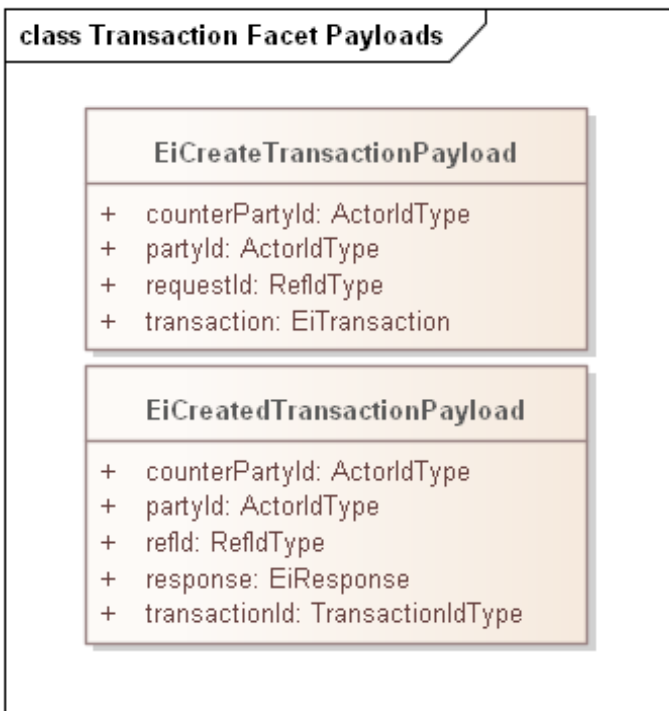 class Transaction Facet Payloads
EiCreateTransactionPayload
+ counterPartyId: ActorIdType
+ partyId: ActorIdType
+ requestId: RefIdType
+ transaction: EiTransaction
EiCreatedTransactionPayload
+ counterPartyId: ActorIdType
+ partyId: ActorIdType
+ refId: RefIdType
+ response: EiResponse
+ transactionId: TransactionIdType